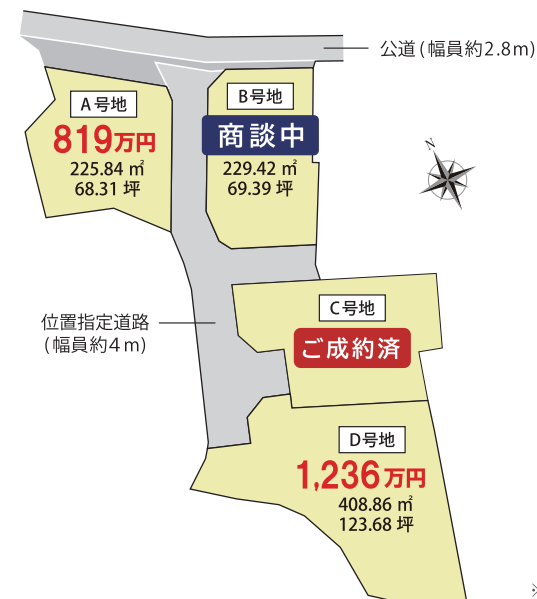 公道(幅員約2.8m)
A号地
819万円
225.84 ㎡
68.31 坪
B号地
商談中
229.42 ㎡
69.39 坪
N
位置指定道路
(幅員約4m)
C号地
ご成約済
D号地
1,236万円
408.86 ㎡
123.68 坪